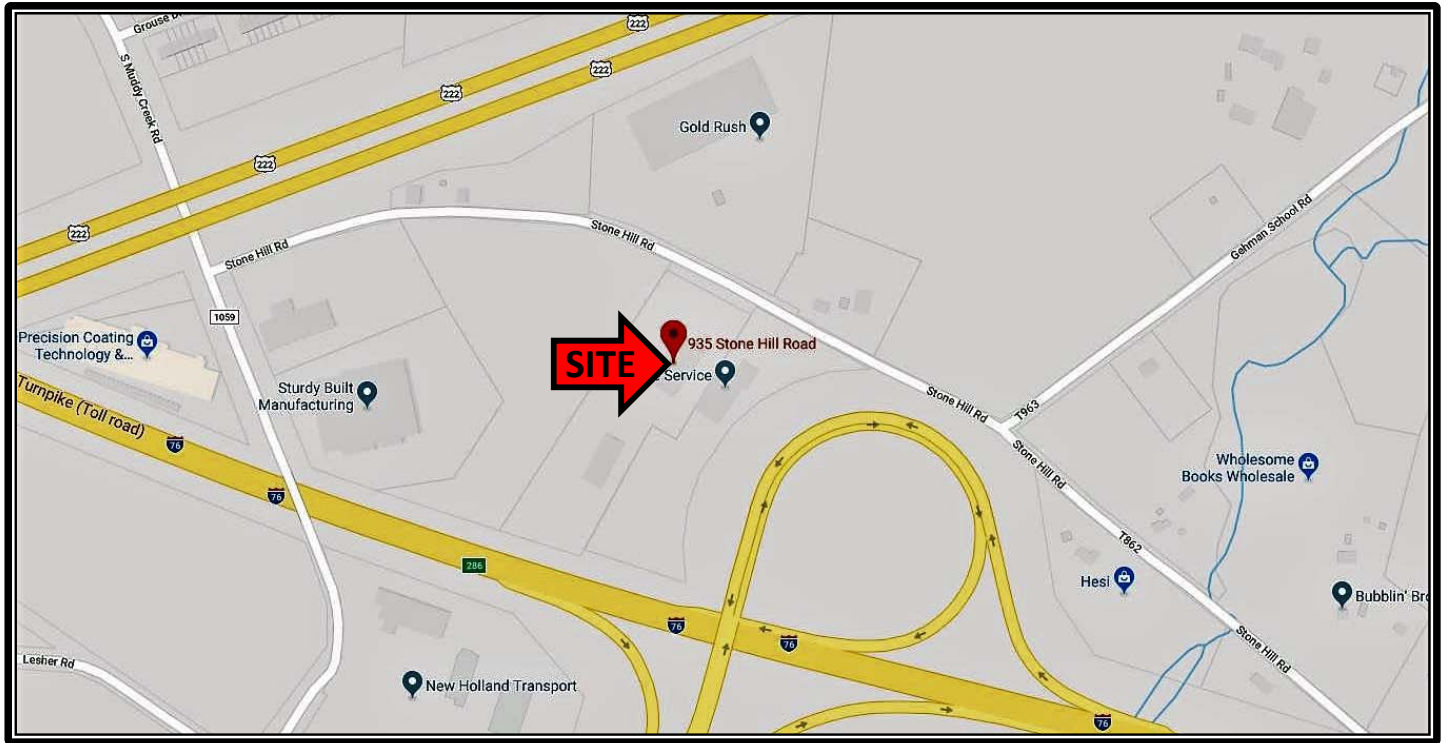 Grouse
222
222
222
222
222
S Muddy Creek Rd
Gold Rush
Stone Hill Rd
Stone Hill Rd
Gehman School Rd
1059
Precision Coating
Technology &...
935 Stone Hill Road
SITE
Service
Sturdy Built
Manufacturing
Turnpike (Toll road)
76
76
Stone Hill Rd
T963
Stone Hill Rd
Wholesome
Books Wholesale
T862
286
Hesi
Bubblin'
76
76
Stone Hill Rd
Lesher Rd
New Holland Transport
76